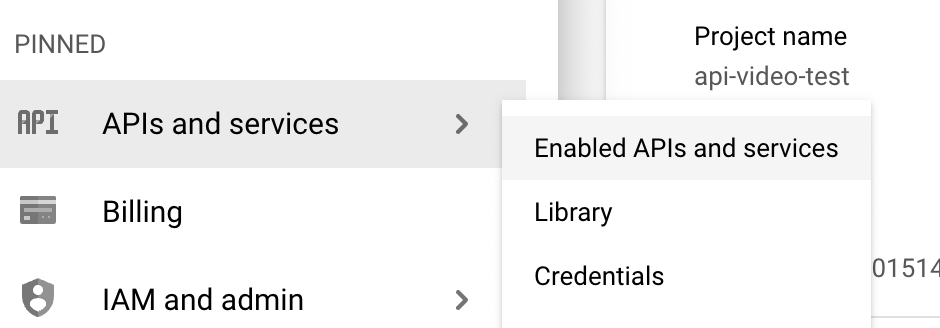 PINNED
API APIs and services
Billing
IAM and admin
Project name
api-video-test
Enabled APIs and services
Library
Credentials
01514